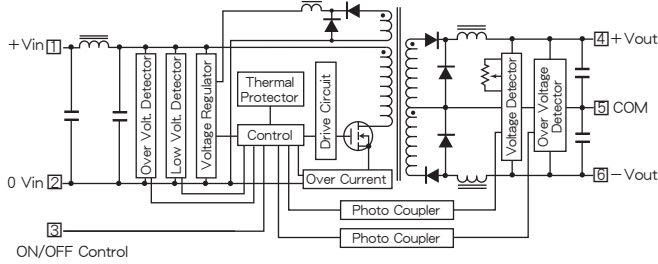 +Vin 1
0 Vin 2
3
ON/OFF Control
Over Volt. Detector
Low Volt. Detector
Voltage Regulator
Thermal
Protector
Control
Drive Circuit
Over Current
Photo Coupler
Photo Coupler
Voltage Detector
Over Voltage
Detector
4 +Vout
5 COM
6 −Vout